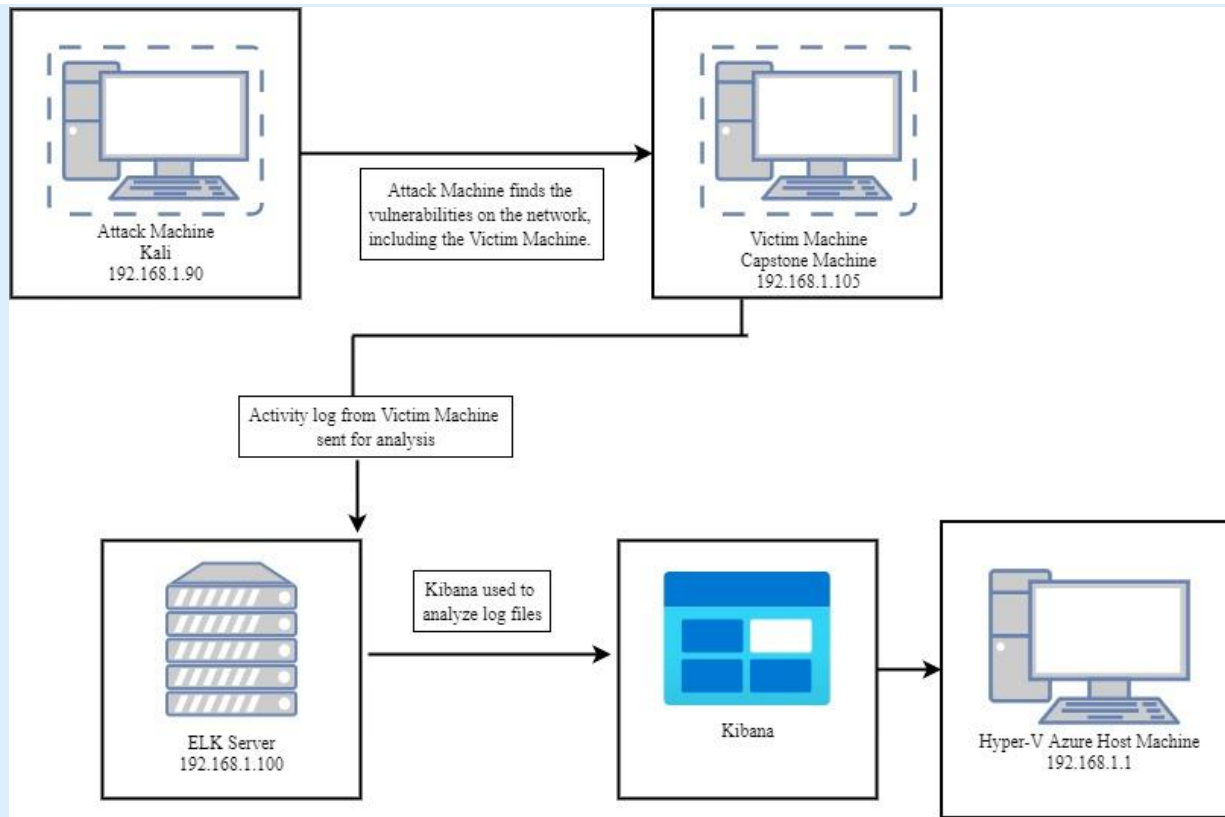 Attack Machine
Kali
192.168.1.90
Attack Machine finds the
vulnerabilities on the network,
including the Victim Machine.
Victim Machine
Capstone Machine
192.168.1.105
Activity log from Victim Machine
sent for analysis
ELK Server
192.168.1.100
Kibana used to
analyze log files
Kibana
Hyper-V Azure Host Machine
192.168.1.1